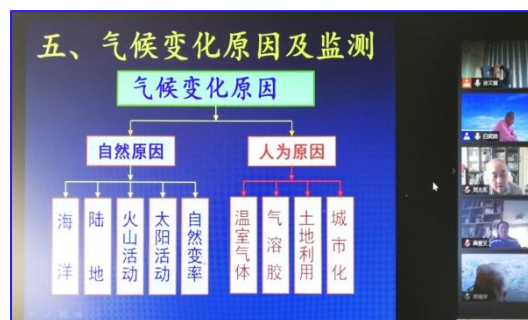 五、气候变化原因及监测
气候变化原因
自然原因
人为原因
海洋
陆地
火山活动
太阳活动
自然变率
温室气体
气溶胶
土地利用
城市化